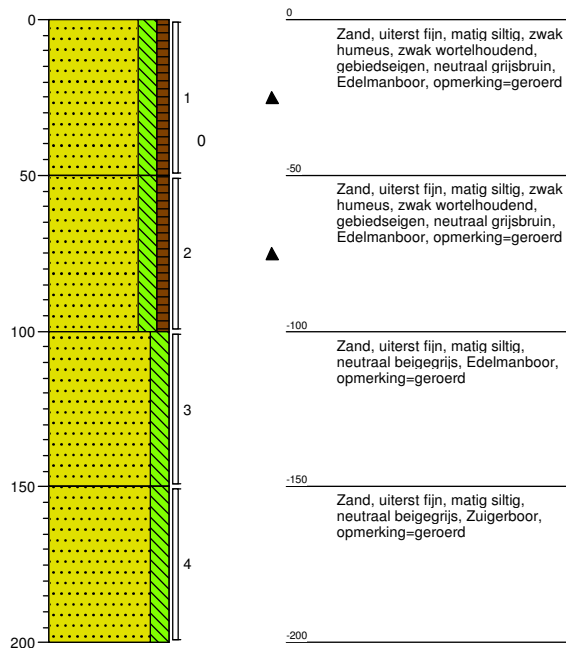 0
50
100
150
200
1
0
2
3
4
0
Zand, uiterst fijn, matig siltig, zwak
humeus, zwak wortelhoudend,
gebiedseigen, neutraal grijsbruin,
Edelmanboor, opmerking=geroerd
-50
Zand, uiterst fijn, matig siltig, zwak
humeus, zwak wortelhoudend,
gebiedseigen, neutraal grijsbruin,
Edelmanboor, opmerking=geroerd
-100
Zand, uiterst fijn, matig siltig,
neutraal beigegrijs, Edelmanboor,
opmerking=geroerd
-150
Zand, uiterst fijn, matig siltig,
neutraal beigegrijs, Zuigerboor,
opmerking=geroerd
-200